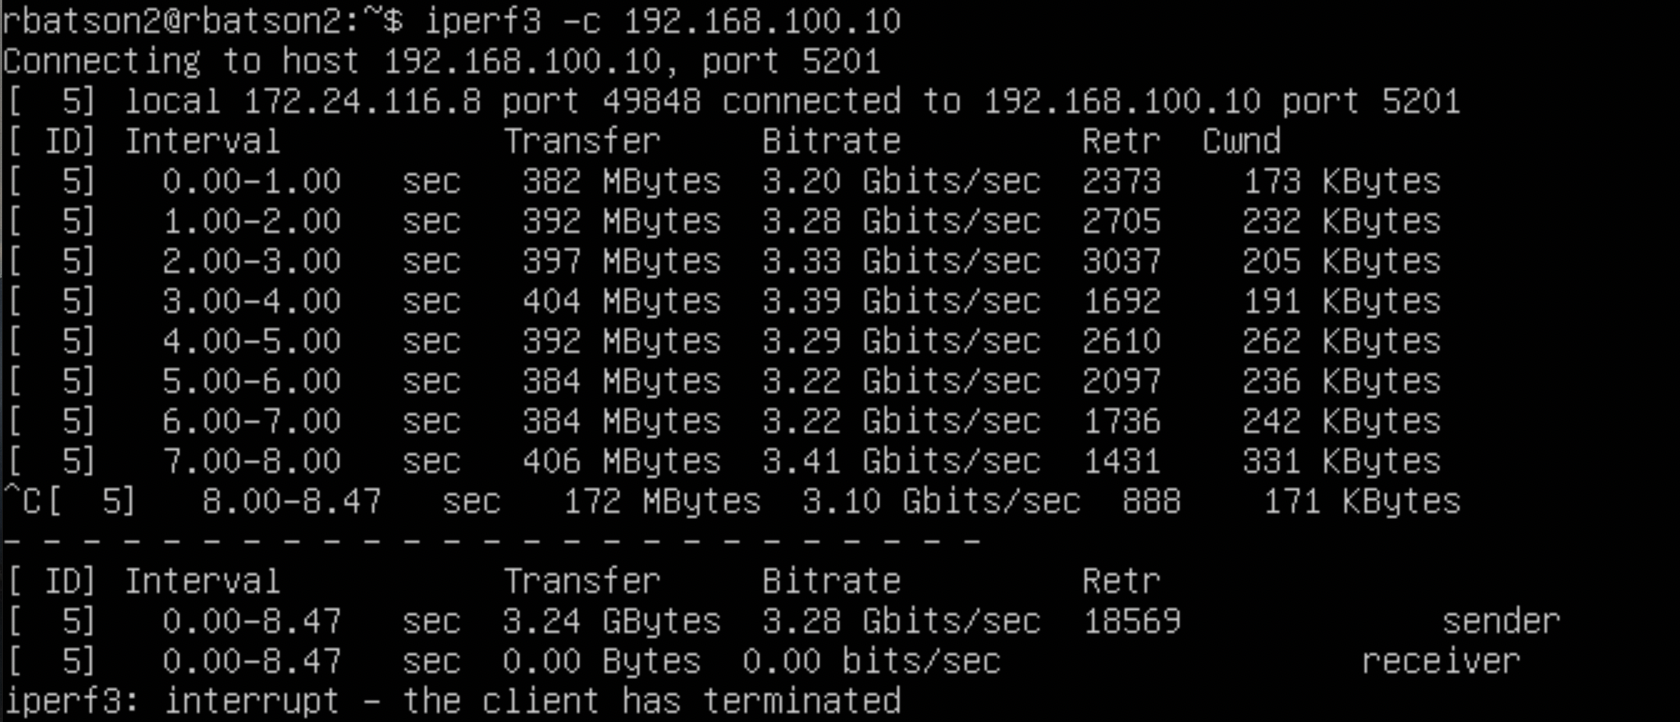 rbatson2@rbatson2:~$ iperf3 -c 192.168.100.10
Connecting to host 192.168.100.10, port 5201
[  5] local 172.24.116.8 port 49848 connected to 192.168.100.10 port 5201
[ ID] Interval           Transfer     Bitrate         Retr  Cwnd
[  5]   0.00-1.00   sec   382 MBytes  3.20 Gbits/sec  2373    173 KBytes
[  5]   1.00-2.00   sec   392 MBytes  3.28 Gbits/sec  2705    232 KBytes
[  5]   2.00-3.00   sec   397 MBytes  3.33 Gbits/sec  3037    205 KBytes
[  5]   3.00-4.00   sec   404 MBytes  3.39 Gbits/sec  1692    191 KBytes
[  5]   4.00-5.00   sec   392 MBytes  3.29 Gbits/sec  2610    262 KBytes
[  5]   5.00-6.00   sec   384 MBytes  3.22 Gbits/sec  2097    236 KBytes
[  5]   6.00-7.00   sec   384 MBytes  3.22 Gbits/sec  1736    242 KBytes
[  5]   7.00-8.00   sec   406 MBytes  3.41 Gbits/sec  1431    331 KBytes
^C[  5]   8.00-8.47   sec   172 MBytes  3.10 Gbits/sec  888    171 KBytes
- - - - - - - - - - - - - - - - - - - - - - - - -
[ ID] Interval           Transfer     Bitrate         Retr
[  5]   0.00-8.47   sec  3.24 GBytes  3.28 Gbits/sec  18569             sender
[  5]   0.00-8.47   sec  0.00 Bytes  0.00 bits/sec                  receiver
iperf3: interrupt - the client has terminated